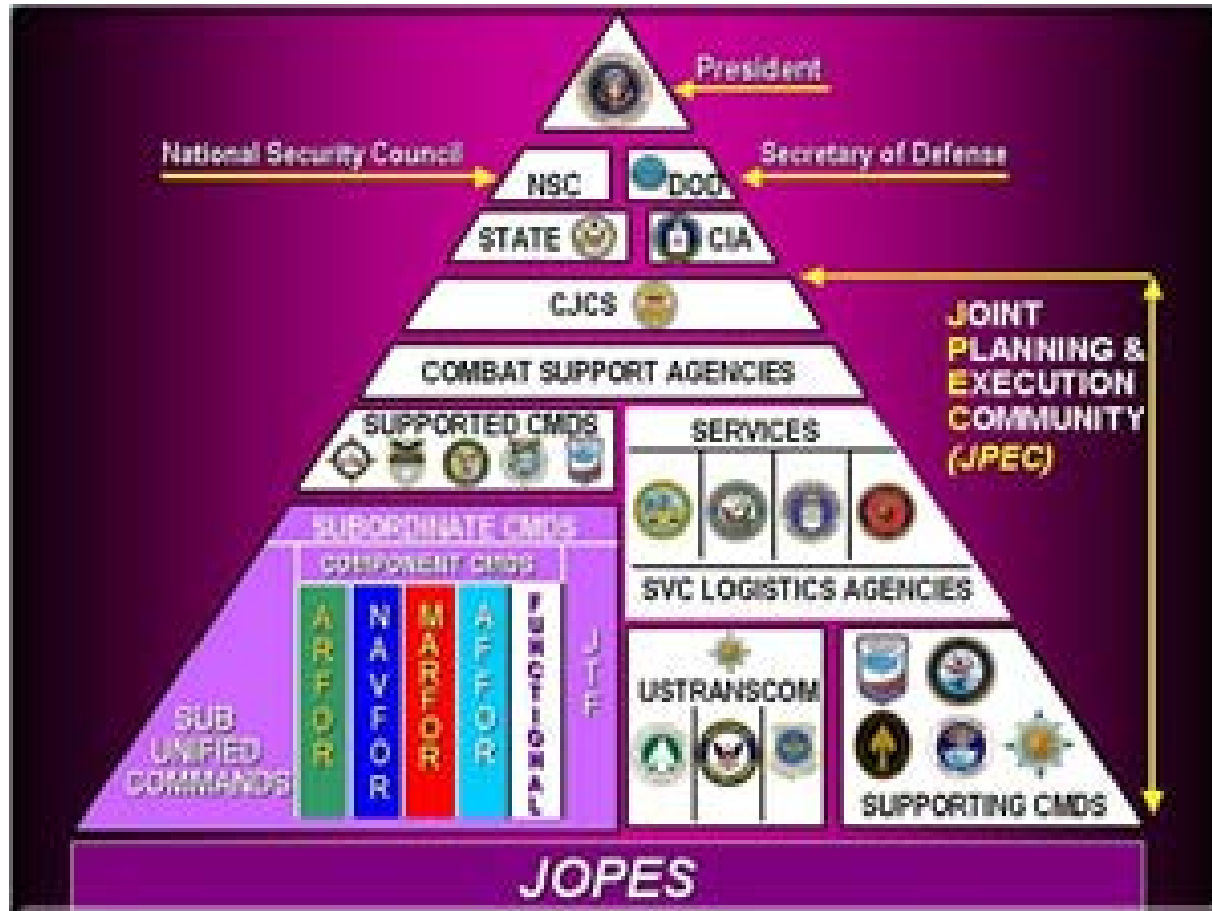 President
National Security Council
Secretary of Defense
NSC
DOD
STATE
CIA
CJCS
JOINT
PLANNING &
EXECUTION
COMMUNITY
(JPEC)
COMBAT SUPPORT AGENCIES
SUPPORTED CMDS
SERVICES
SUBORDINATE CMDS
COMPONENT CMDS
ARFOR
NAVFOR
MARFOR
AFFOR
FUNCTIONAL
JTF
SUB
UNIFIED
COMMANDS
SVC LOGISTICS AGENCIES
USTRANSCOM
SUPPORTING CMDS
JOPES